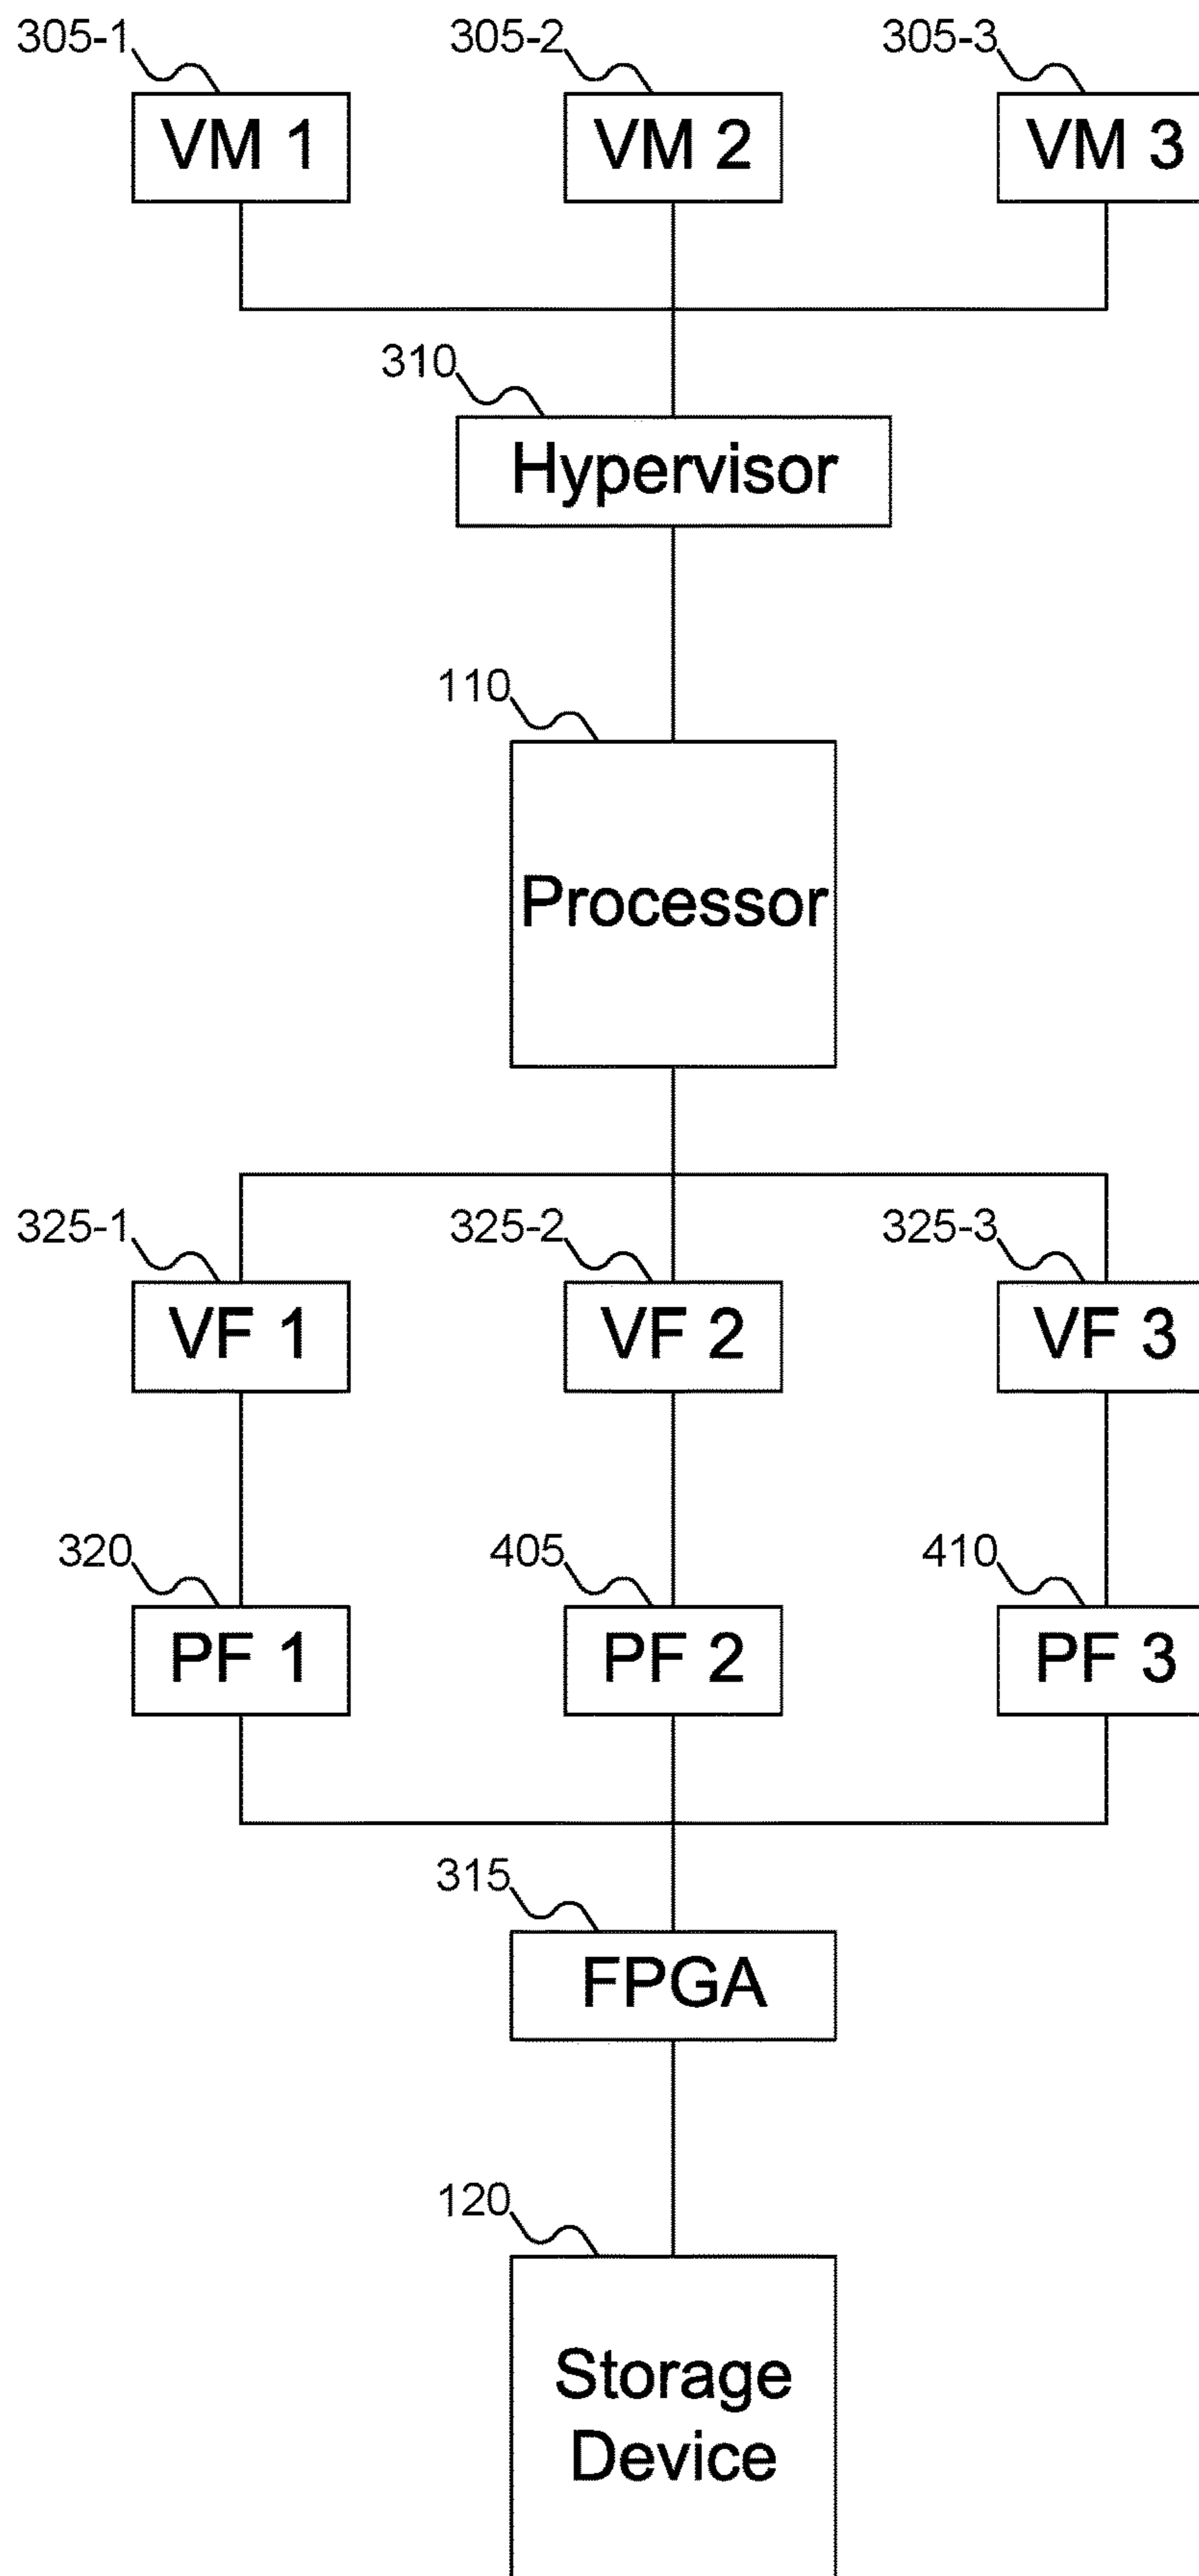 305-1 305-2 305-3
VM 1 VM 2 VM 3
310
Hypervisor
110
Processor
325-1 325-2 325-3
VF 1 VF 2 VF 3
320 405 410
PF 1 PF 2 PF 3
315
FPGA
120
Storage
Device